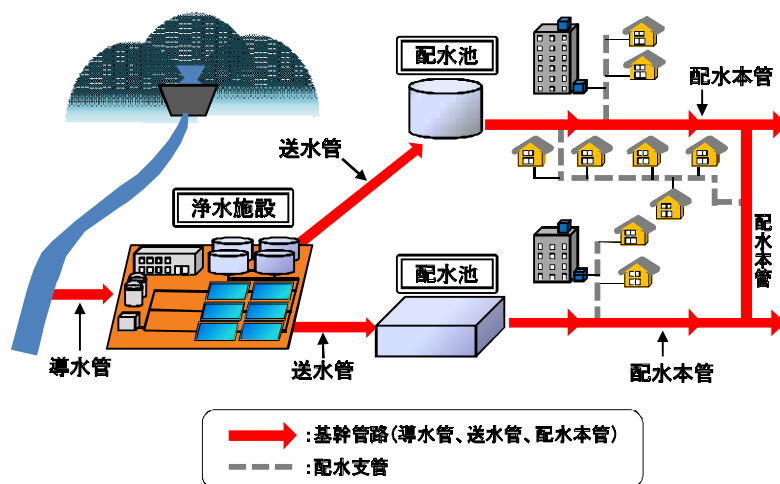 配水池
配水本管
送水管
浄水施設
配水池
配水本管
導水管
送水管
配水本管
:基幹管路(導水管、送水管、配水本管)
:配水支管